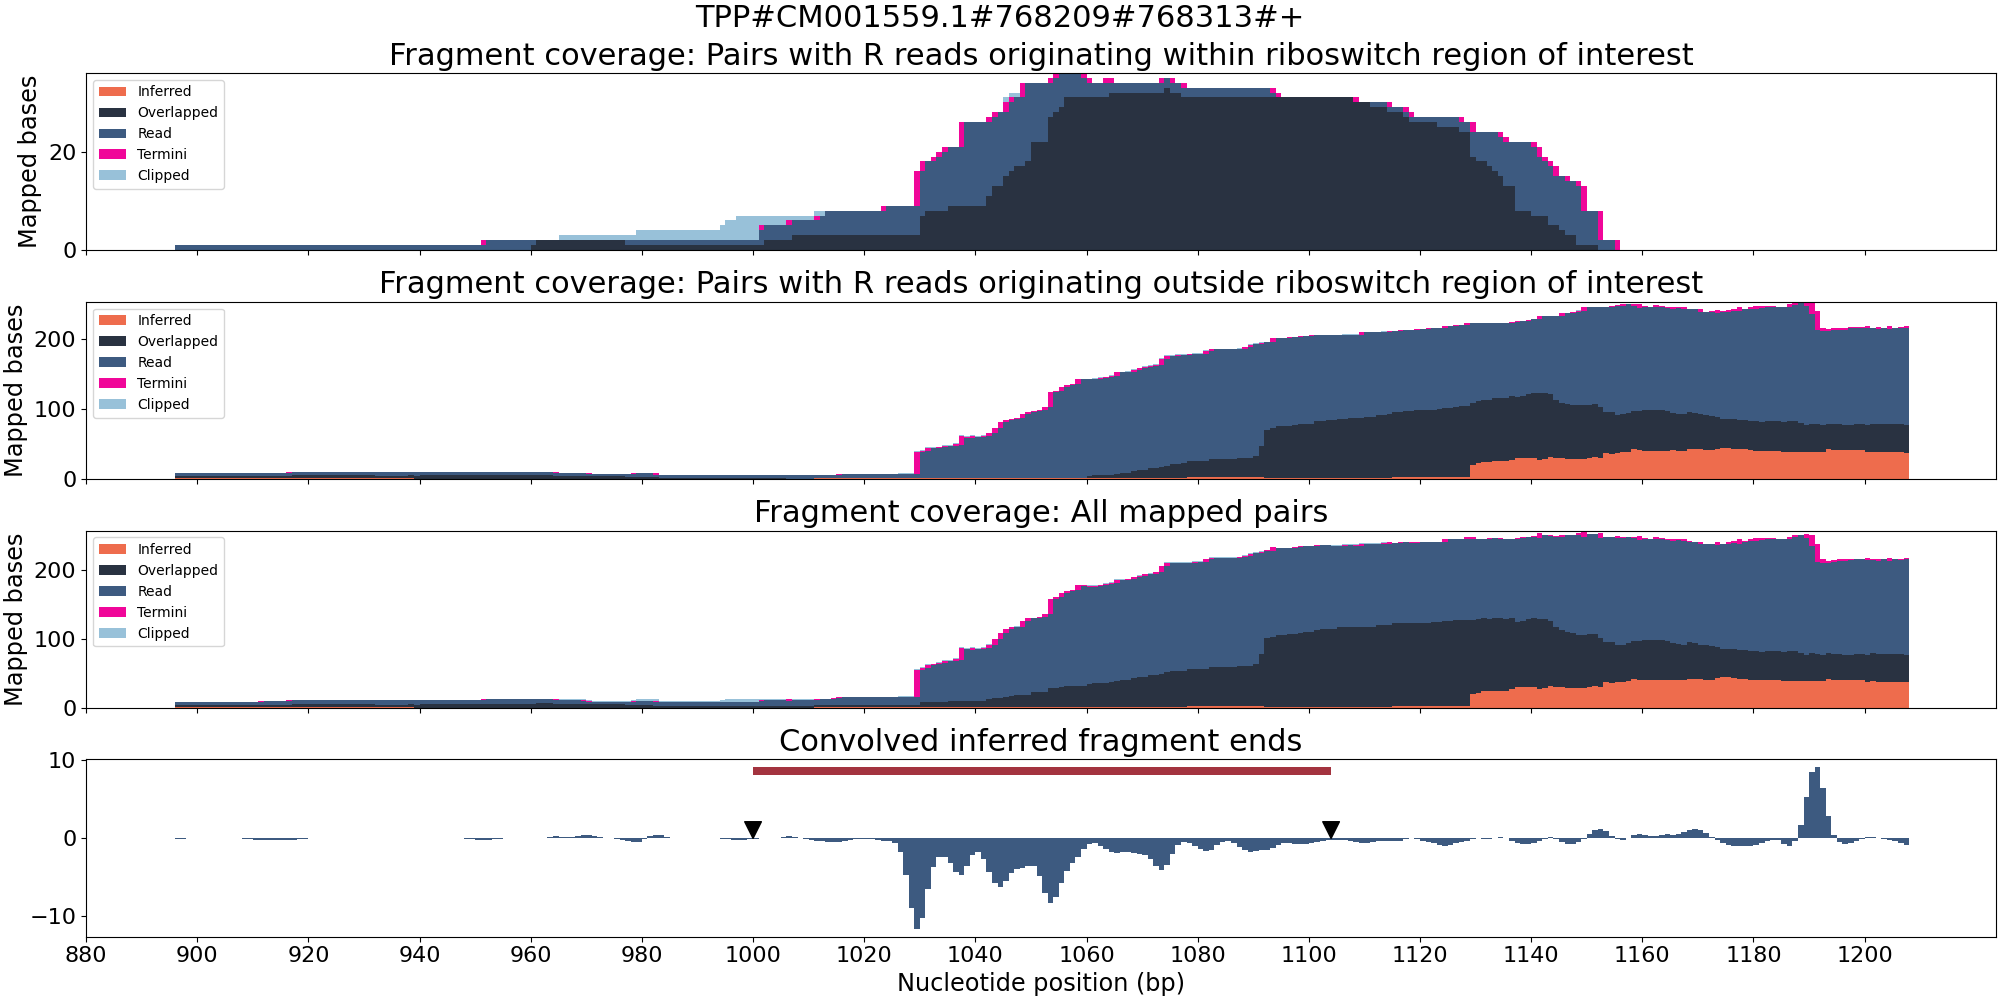 TPP#CM001559.1#768209#768313#+
Fragment coverage: Pairs with R reads originating within riboswitch region of interest
Mapped bases
20
0
Inferred
Overlapped
Read
Termini
Clipped
Fragment coverage: Pairs with R reads originating outside riboswitch region of interest
Mapped bases
200
100
0
Inferred
Overlapped
Read
Termini
Clipped
Fragment coverage: All mapped pairs
Mapped bases
200
100
0
Inferred
Overlapped
Read
Termini
Clipped
Convolved inferred fragment ends
10
0
−10
880 900 920 940 960 980 1000 1020 1040 1060 1080 1100 1120 1140 1160 1180 1200
Nucleotide position (bp)